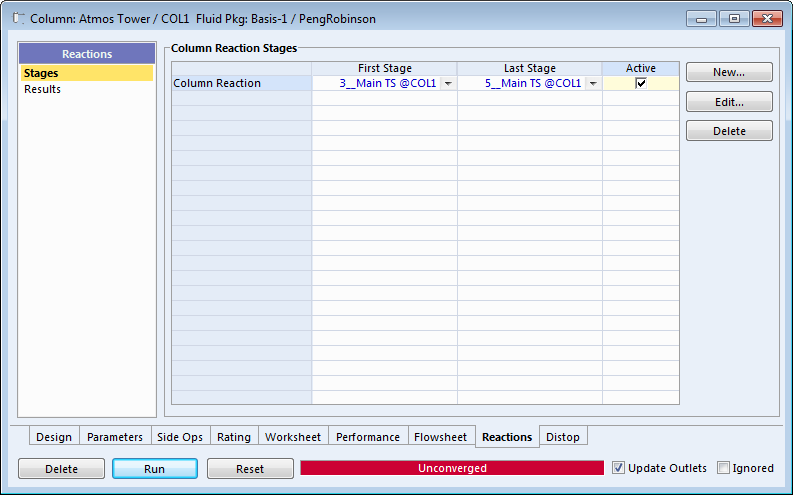 Column: Atmos Tower / COL1 Fluid Pkg: Basis-1 / PengRobinson
Reactions
Stages
Results
Column Reaction Stages
First Stage Last Stage Active
Column Reaction 3__Main TS @COL1 5__Main TS @COL1
New...
Edit...
Delete
Design Parameters Side Ops Rating Worksheet Performance Flowsheet Reactions Distop
Delete Run Reset Unconverged Update Outlets Ignored